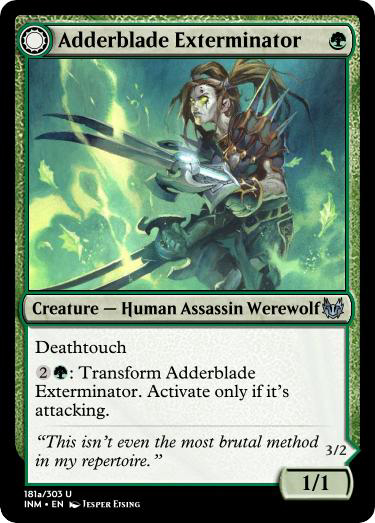 Adderblade Exterminator
Creature — Human Assassin Werewolf
Deathtouch
2 : Transform Adderblade
Exterminator. Activate only if it's
attacking.
"This isn't even the most brutal method
in my repertoire."
3/2
1/1
181a/303 U
INM • EN Jesper Ejsing